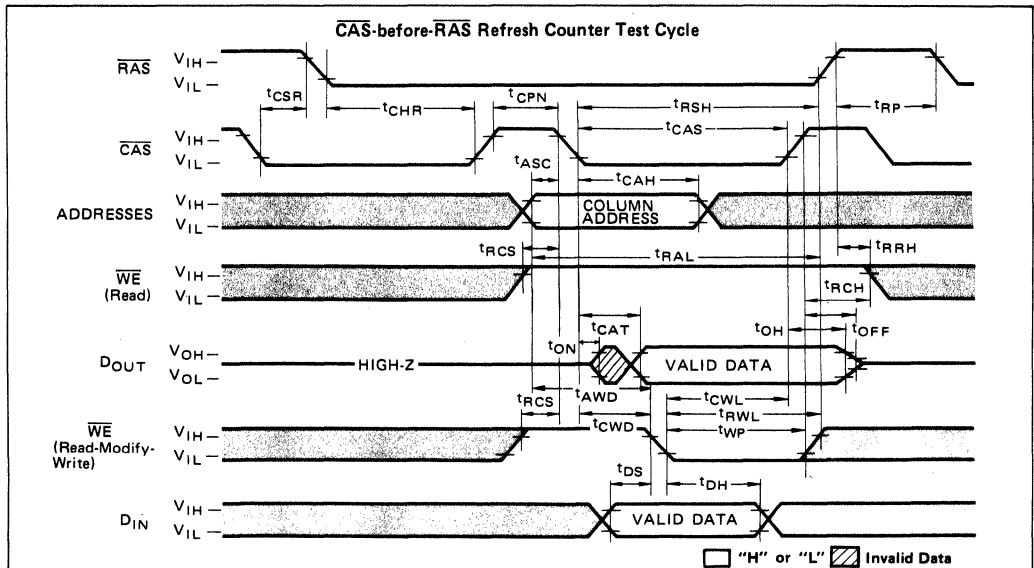 CAS-before-RAS Refresh Counter Test Cycle
RAS
VIH
VIL
tCSR
tCHR
tCPN
tRSH
tRP
CAS
VIH
VIL
tCAS
tASC
tCAH
ADDRESSES
VIH
VIL
COLUMN
ADDRESS
tRCS
tRAL
tRRH
WE
(Read)
VIH
VIL
tRCH
tCAT
tOH
tOFF
tON
DOUT
VOH
VOL
HIGH-Z
VALID DATA
tAWD
tCWL
tRCS
tRWL
WE
(Read-Modify-
Write)
VIH
VIL
tCWD
tWP
tDS
tDH
DIN
VIH
VIL
VALID DATA
"H" or "L" Invalid Data